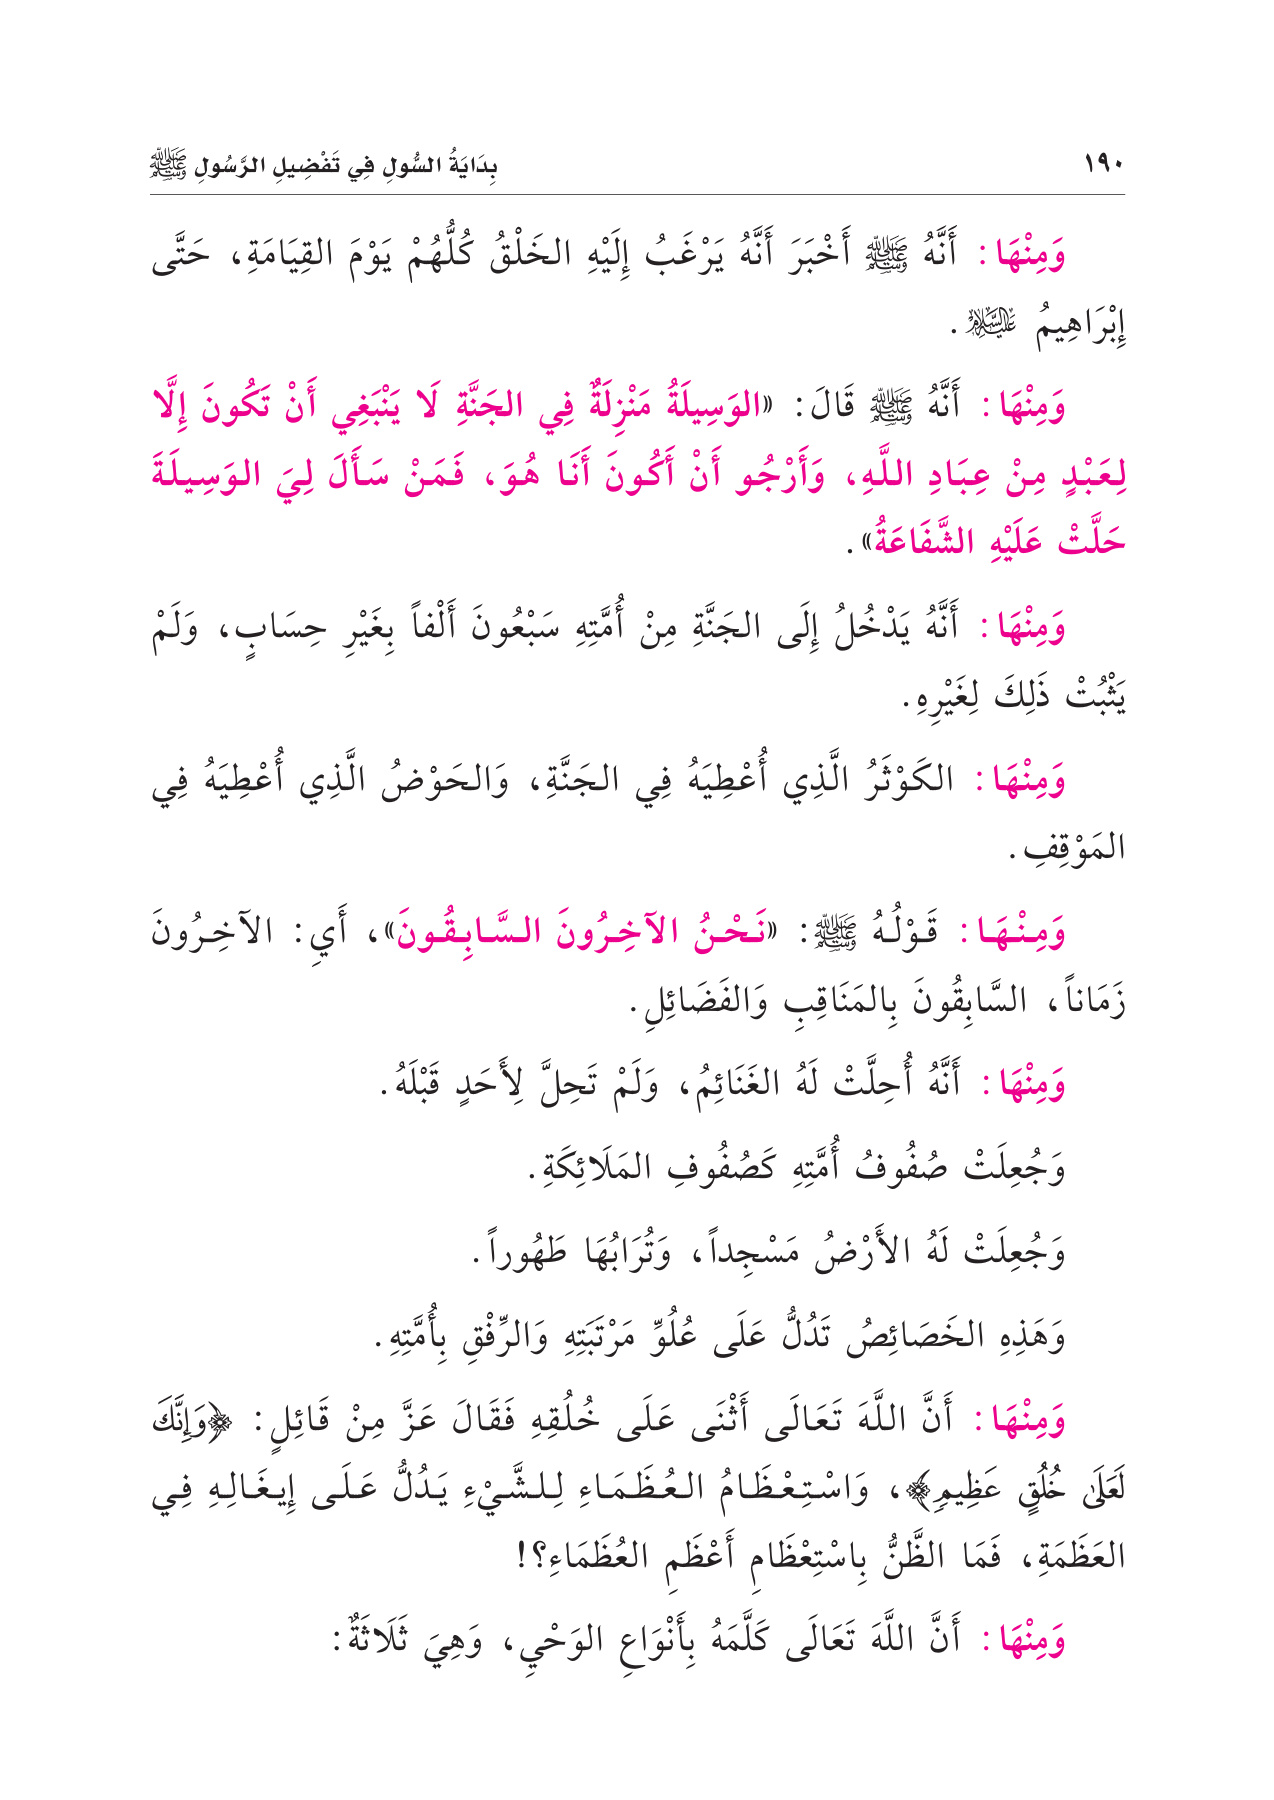 ١٩٠
بِدَايَةُ السُّولِ فِي تَفْضِيلِ الرَّسُولِ ﷺ
وَمِنْهَا: أَنَّهُ ﷺ أَخْبَرَ أَنَّهُ يَرْغَبُ إِلَيْهِ الخَلْقُ كُلُّهُمْ يَوْمَ القِيَامَةِ، حَتَّى
إِبْرَاهِيمُ عَلَيْهِ السَّلَامُ.
وَمِنْهَا: أَنَّهُ ﷺ قَالَ: «الوَسِيلَةُ مَنْزِلَةٌ فِي الجَنَّةِ لَا يَنْبَغِي أَنْ تَكُونَ إِلَّا
لِعَبْدٍ مِنْ عِبَادِ اللَّهِ، وَأَرْجُو أَنْ أَكُونَ أَنَا هُوَ، فَمَنْ سَأَلَ لِيَ الوَسِيلَةَ
حَلَّتْ عَلَيْهِ الشَّفَاعَةُ».
وَمِنْهَا: أَنَّهُ يَدْخُلُ إِلَى الجَنَّةِ مِنْ أُمَّتِهِ سَبْعُونَ أَلْفاً بِغَيْرِ حِسَابٍ، وَلَمْ
يَثْبُتْ ذَلِكَ لِغَيْرِهِ.
وَمِنْهَا: الكَوْثَرُ الَّذِي أُعْطِيَهُ فِي الجَنَّةِ، وَالحَوْضُ الَّذِي أُعْطِيَهُ فِي
المَوْقِفِ.
وَمِنْهَا: قَوْلُهُ ﷺ: «نَحْنُ الآخِرُونَ السَّابِقُونَ»، أَيِ: الآخِرُونَ
زَمَاناً، السَّابِقُونَ بِالمَنَاقِبِ وَالفَضَائِلِ.
وَمِنْهَا: أَنَّهُ أُحِلَّتْ لَهُ الغَنَائِمُ، وَلَمْ تَحِلَّ لِأَحَدٍ قَبْلَهُ.
وَجُعِلَتْ صُفُوفُ أُمَّتِهِ كَصُفُوفِ المَلَائِكَةِ.
وَجُعِلَتْ لَهُ الأَرْضُ مَسْجِداً، وَتُرَابُهَا طَهُوراً.
وَهَذِهِ الخَصَائِصُ تَدُلُّ عَلَى عُلُوِّ مَرْتَبَتِهِ وَالرِّفْقِ بِأُمَّتِهِ.
وَمِنْهَا: أَنَّ اللَّهَ تَعَالَى أَثْنَى عَلَى خُلُقِهِ فَقَالَ عَزَّ مِنْ قَائِلٍ: ﴿وَإِنَّكَ
لَعَلَىٰ خُلُقٍ عَظِيمٍ﴾، وَاسْتِعْظَامُ العُظَمَاءِ لِلشَّيْءِ يَدُلُّ عَلَى إِيغَالِهِ فِي
العَظَمَةِ، فَمَا الظَّنُّ بِاسْتِعْظَامِ أَعْظَمِ العُظَمَاءِ؟!
وَمِنْهَا: أَنَّ اللَّهَ تَعَالَى كَلَّمَهُ بِأَنْوَاعِ الوَحْيِ، وَهِيَ ثَلَاثَةٌ: